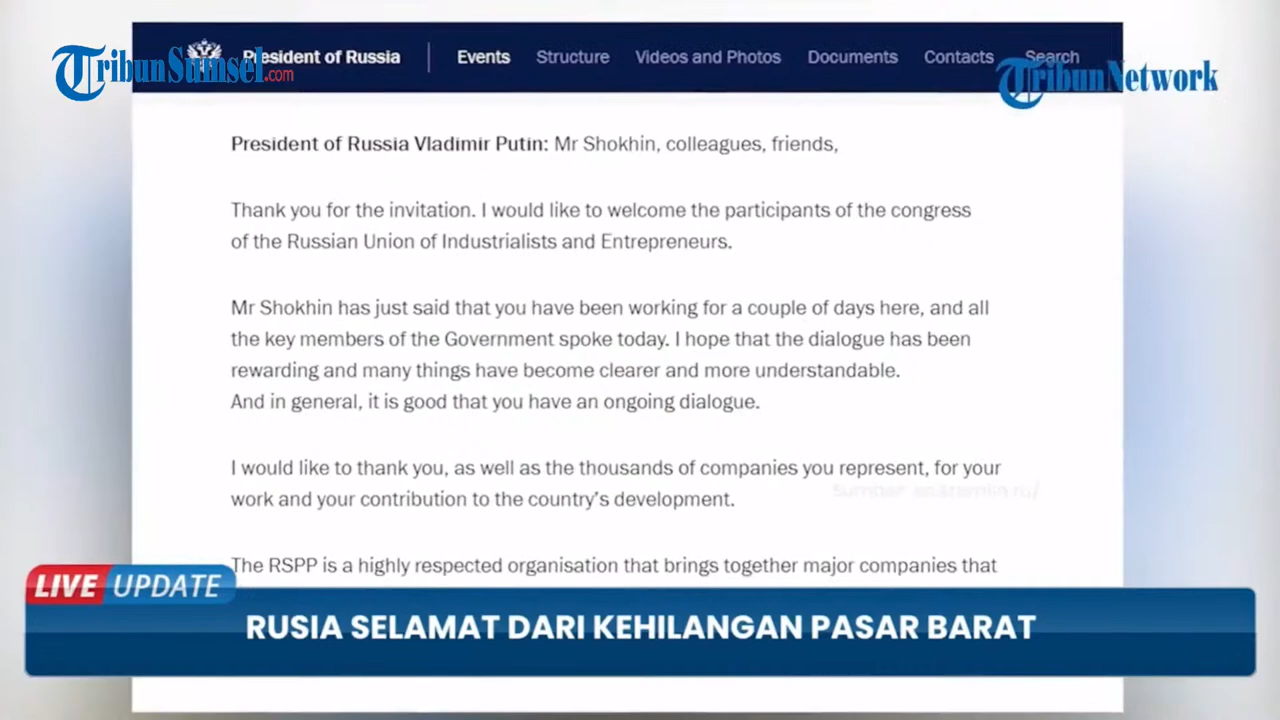 TribunSumsel.com
President of Russia
Events Structure Videos and Photos Documents Contacts Search
TribunNetwork
President of Russia Vladimir Putin: Mr Shokhin, colleagues, friends,
Thank you for the invitation. I would like to welcome the participants of the congress
of the Russian Union of Industrialists and Entrepreneurs.
Mr Shokhin has just said that you have been working for a couple of days here, and all
the key members of the Government spoke today. I hope that the dialogue has been
rewarding and many things have become clearer and more understandable.
And in general, it is good that you have an ongoing dialogue.
I would like to thank you, as well as the thousands of companies you represent, for your
work and your contribution to the country’s development.
The RSPP is a highly respected organisation that brings together major companies that
LIVE UPDATE
RUSIA SELAMAT DARI KEHILANGAN PASAR BARAT